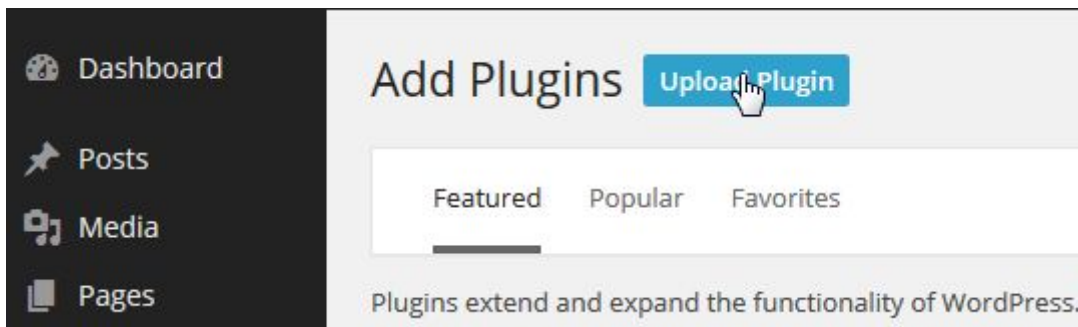 Dashboard
Posts
Media
Pages
Add Plugins Upload Plugin
Featured Popular Favorites
Plugins extend and expand the functionality of WordPress.